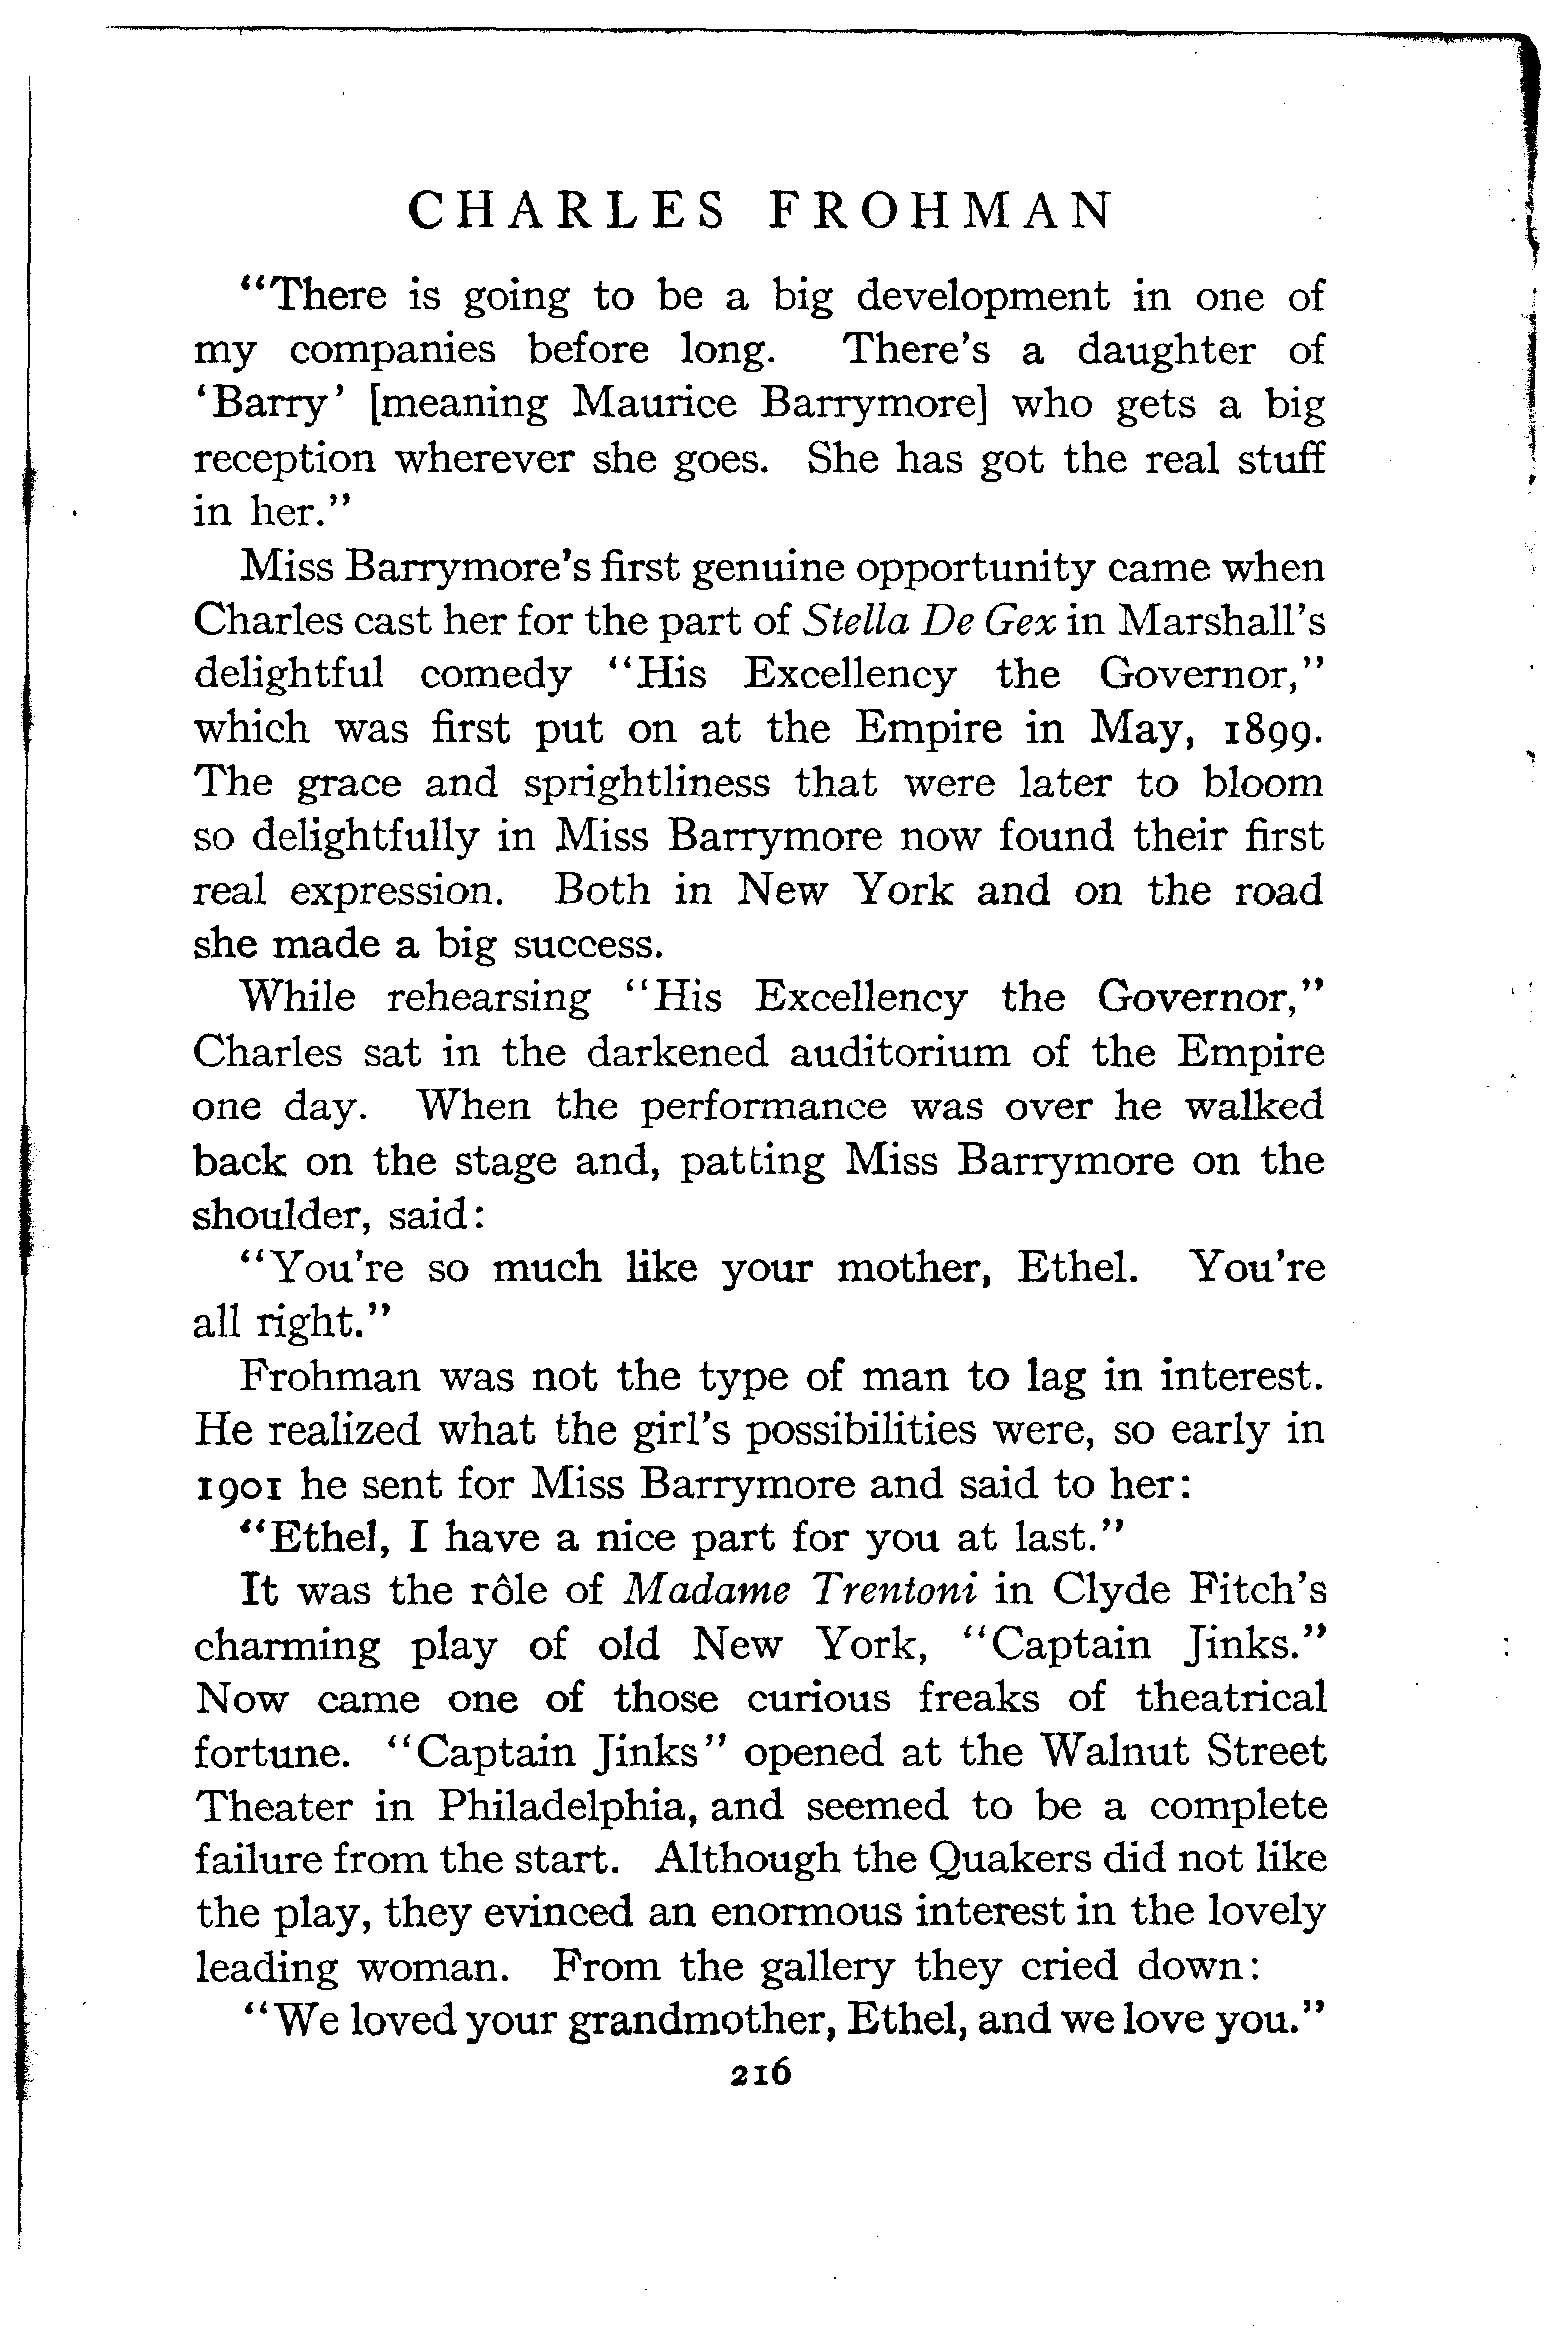 CHARLES FROHMAN
"There is going to be a big development in one of
my companies before long. There's a daughter of
'Barry' [meaning Maurice Barrymore] who gets a big
reception wherever she goes. She has got the real stuff
in her."
Miss Barrymore's first genuine opportunity came when
Charles cast her for the part of Stella De Gex in Marshall's
delightful comedy "His Excellency the Governor,"
which was first put on at the Empire in May, 1899.
The grace and sprightliness that were later to bloom
so delightfully in Miss Barrymore now found their first
real expression. Both in New York and on the road
she made a big success.
While rehearsing "His Excellency the Governor,"
Charles sat in the darkened auditorium of the Empire
one day. When the performance was over he walked
back on the stage and, patting Miss Barrymore on the
shoulder, said:
"You're so much like your mother, Ethel. You're
all right."
Frohman was not the type of man to lag in interest.
He realized what the girl's possibilities were, so early in
1901 he sent for Miss Barrymore and said to her:
"Ethel, I have a nice part for you at last."
It was the rôle of Madame Trentoni in Clyde Fitch's
charming play of old New York, "Captain Jinks."
Now came one of those curious freaks of theatrical
fortune. "Captain Jinks" opened at the Walnut Street
Theater in Philadelphia, and seemed to be a complete
failure from the start. Although the Quakers did not like
the play, they evinced an enormous interest in the lovely
leading woman. From the gallery they cried down:
"We loved your grandmother, Ethel, and we love you."
216